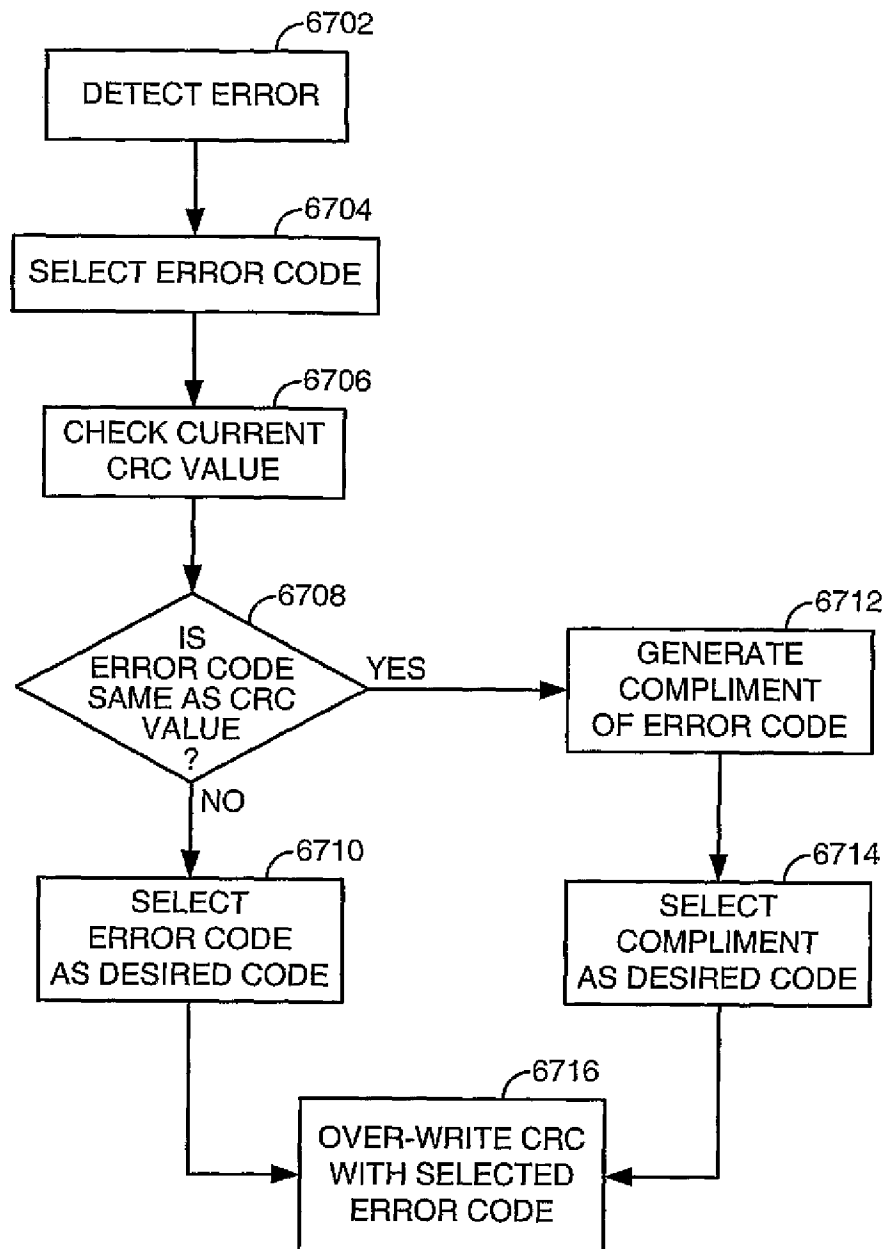 6702
DETECT ERROR
6704
SELECT ERROR CODE
6706
CHECK CURRENT
CRC VALUE
6708
IS
ERROR CODE
SAME AS CRC
VALUE
?
YES
NO
6712
GENERATE
COMPLIMENT
OF ERROR CODE
6710
SELECT
ERROR CODE
AS DESIRED CODE
6714
SELECT
COMPLIMENT
AS DESIRED CODE
6716
OVER-WRITE CRC
WITH SELECTED
ERROR CODE